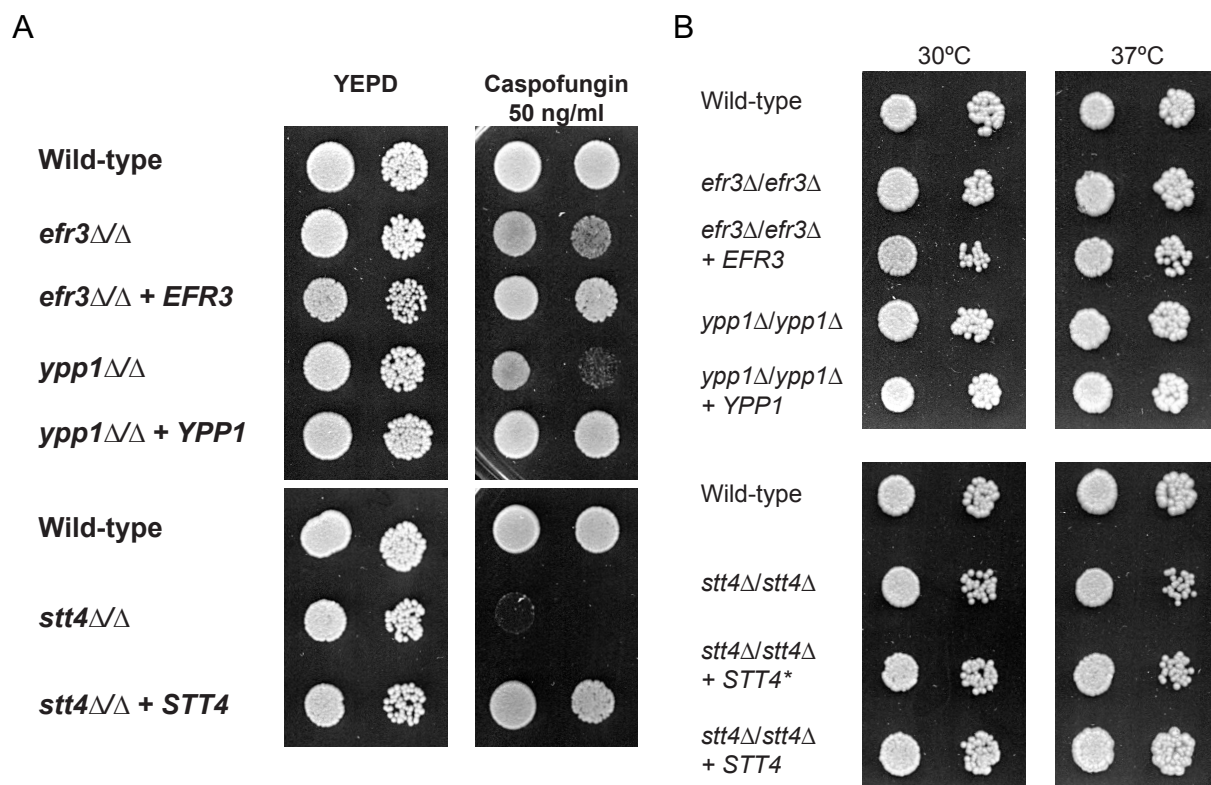 A
YEPD
Caspofungin
50 ng/ml
Wild-type
efr3Δ/Δ
efr3Δ/Δ + EFR3
ypp1Δ/Δ
ypp1Δ/Δ + YPP1
Wild-type
stt4Δ/Δ
stt4Δ/Δ + STT4
B
30ºC
37ºC
Wild-type
efr3Δ/efr3Δ
efr3Δ/efr3Δ
+ EFR3
ypp1Δ/ypp1Δ
ypp1Δ/ypp1Δ
+ YPP1
Wild-type
stt4Δ/stt4Δ
stt4Δ/stt4Δ
+ STT4*
stt4Δ/stt4Δ
+ STT4